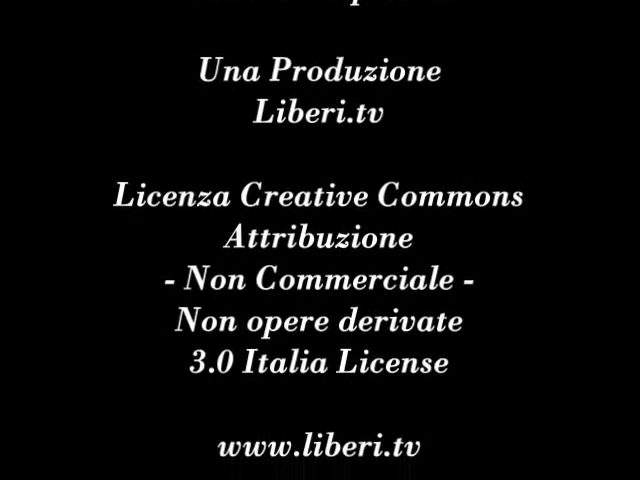 Una Produzione
Liberi.tv
Licenza Creative Commons
Attribuzione
- Non Commerciale -
Non opere derivate
3.0 Italia License
www.liberi.tv